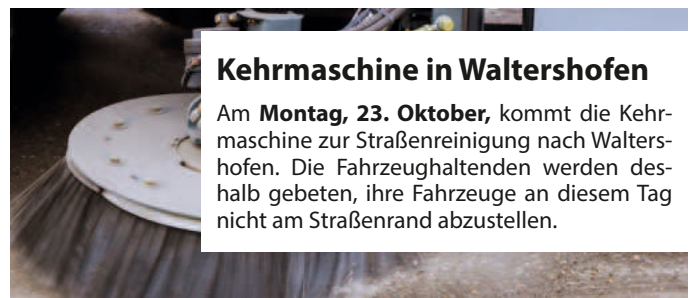 Kehrmaschine in Waltershofen
Am Montag, 23. Oktober, kommt die Kehr-
maschine zur Straßenreinigung nach Walters-
hofen. Die Fahrzeughaltenden werden des-
halb gebeten, ihre Fahrzeuge an diesem Tag
nicht am Straßenrand abzustellen.